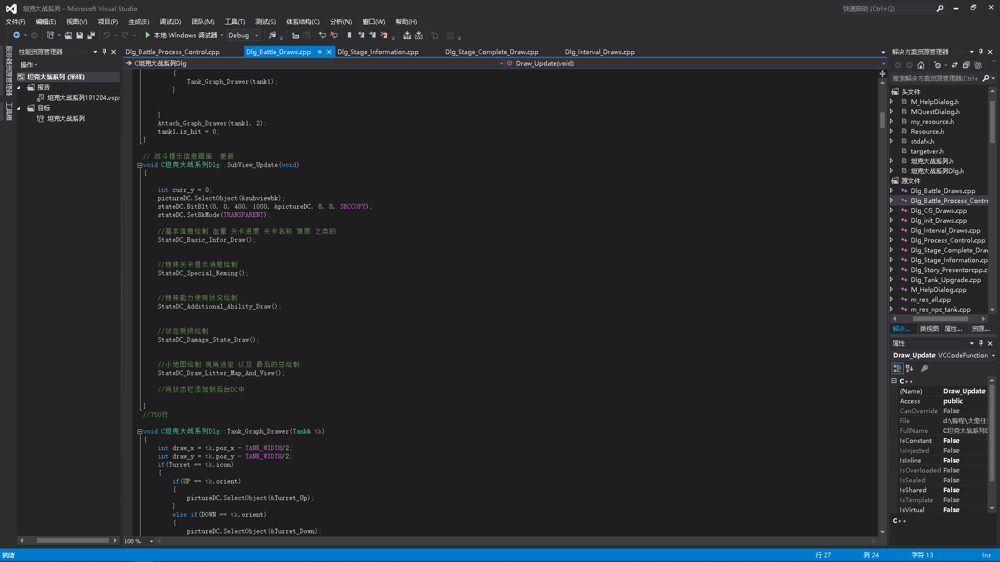 坦克大战系列 - Microsoft Visual Studio
快速启动 (Ctrl+Q)
文件(F) 编辑(E) 视图(V) 项目(P) 生成(B) 调试(D) 团队(M) 工具(T) 测试(S) 体系结构(C) 分析(N) 窗口(W) 帮助(H)
本地 Windows 调试器 Debug
服务器资源管理器
工具箱
性能资源管理器
操作
坦克大战系列 (采样)
报告
坦克大战系列191204.vsp
目标
坦克大战系列
Dlg_Battle_Process_Control.cpp Dlg_Battle_Draws.cpp Dlg_Stage_Information.cpp Dlg_Stage_Complete_Draw.cpp Dlg_Interval_Draws.cpp
C坦克大战系列Dlg Draw_Update(void)
{
Tank_Graph_Drawer(tank1);
}
}
Attach_Graph_Drawer(tank1, 2);
tank1.is_hit = 0;
}
// 战斗提示信息画面 更新
void C坦克大战系列Dlg::SubView_Update(void)
{
int curr_y = 0;
pictureDC.SelectObject(&subviewbk);
stateDC.BitBlt(0, 0, 400, 1000, &pictureDC, 0, 0, SRCCOPY);
stateDC.SetBkMode(TRANSPARENT);
//基本信息绘制 血量 关卡进度 关卡名称 难度 之类的
StateDC_Basic_Infor_Draw();
//特殊关卡提示消息绘制
StateDC_Special_Reming();
//特殊能力使用状况绘制
StateDC_Additional_Ability_Draw();
//状态受损绘制
StateDC_Damage_State_Draw();
//小地图绘制 视角选定 以及 最后的总绘制
StateDC_Draw_Litter_Map_And_View();
//将状态栏添加到后台DC中
}
//750行
void C坦克大战系列Dlg::Tank_Graph_Drawer(Tank& tk)
{
int draw_x = tk.pos_x - TANK_WIDTH/2;
int draw_y = tk.pos_y - TANK_WIDTH/2;
if(Turret == tk.icon)
{
if(UP == tk.orient)
{
pictureDC.SelectObject(&Turret_Up);
}
else if(DOWN == tk.orient)
{
pictureDC.SelectObject(&Turret_Down);
100 %
解决方案资源管理器
搜索解决方案资源管理器(Ctrl+
头文件
M_HelpDialog.h
MQuestDialog.h
my_resource.h
Resource.h
stdafx.h
targetver.h
坦克大战系列.h
坦克大战系列Dlg.h
源文件
Dlg_Battle_Draws.cpp
Dlg_Battle_Process_Contro
Dlg_CG_Draws.cpp
Dlg_init_Draws.cpp
Dlg_Interval_Draws.cpp
Dlg_Process_Control.cpp
Dlg_Stage_Complete_Draw
Dlg_Stage_Information.cp
Dlg_Story_Presentorcpp.c
Dlg_Tank_Upgrade.cpp
M_HelpDialog.cpp
m_res_all.cpp
m_res_npc_tank.cpp
解决... 类视图 属性... 资源...
属性
Draw_Update VCCodeFunction
C++
(Name) Draw_Update
Access public
CanOverride False
File d:\编程\大型任
FullName C坦克大战系列D
IsConstant False
IsInjected False
IsInline False
IsOverloaded False
IsSealed False
IsShared False
IsTemplate False
IsVirtual False
C++
就绪 行 27 列 24 字符 13 Ins